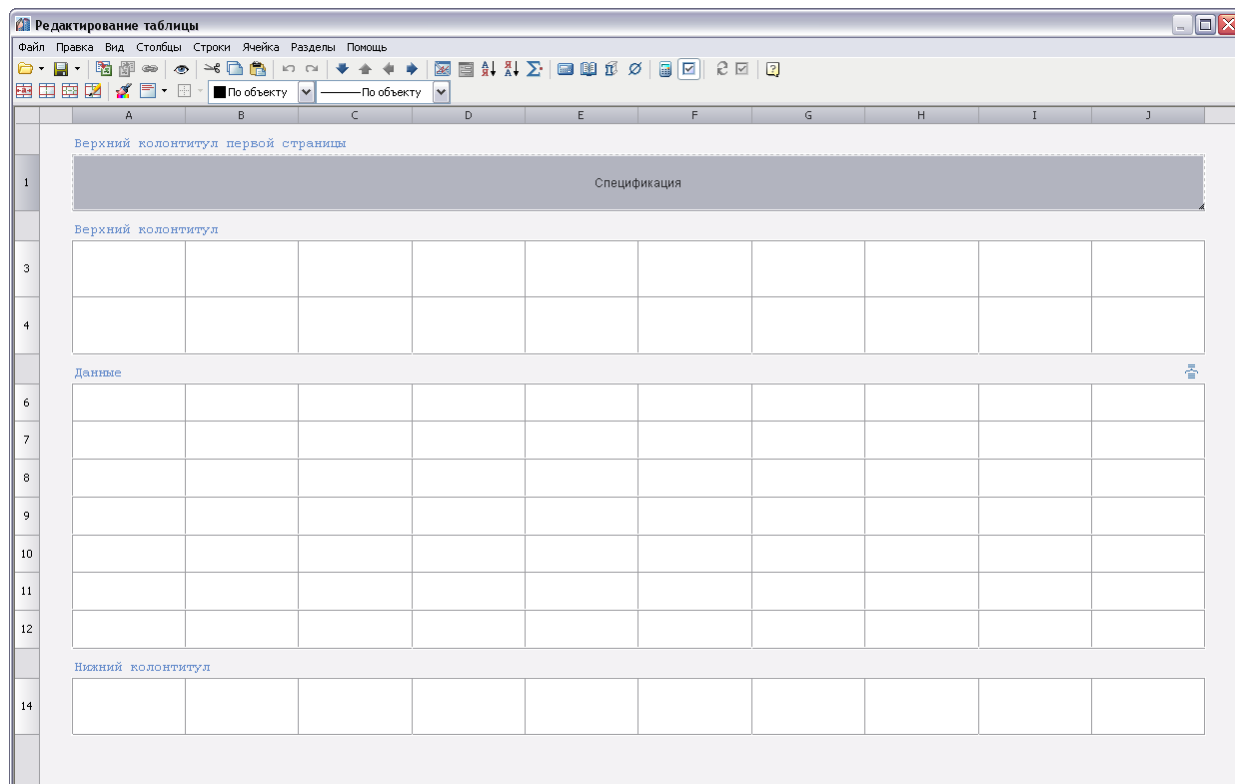 Редактирование таблицы
Файл Правка Вид Столбцы Строки Ячейка Разделы Помощь
По объекту По объекту
A B C D E F G H I J
Верхний колонтитул первой страницы
1 Спецификация
Верхний колонтитул
3
4
Данные
6
7
8
9
10
11
12
Нижний колонтитул
14